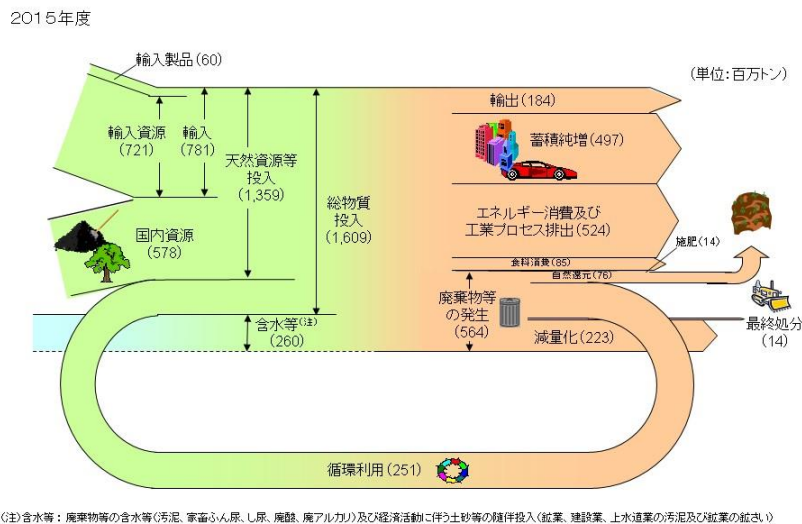 2015年度
(単位:百万トン)
輸入製品(60)
輸入資源
(721)
輸入
(781)
天然資源等
投入
(1,359)
総物質
投入
(1,609)
国内資源
(578)
含水等(注)
(260)
輸出(184)
蓄積純増(497)
エネルギー消費及び
工業プロセス排出(524)
食料消費(85)
施肥(14)
自然還元(76)
廃棄物等
の発生
(564)
減量化(223)
最終処分
(14)
循環利用(251)
(注)含水等: 廃棄物等の含水等(汚泥、家畜ふん尿、し尿、廃酸、廃アルカリ)及び経済活動に伴う土砂等の随伴投入(鉱業、建設業、上水道業の汚泥及び鉱業の鉱さい)